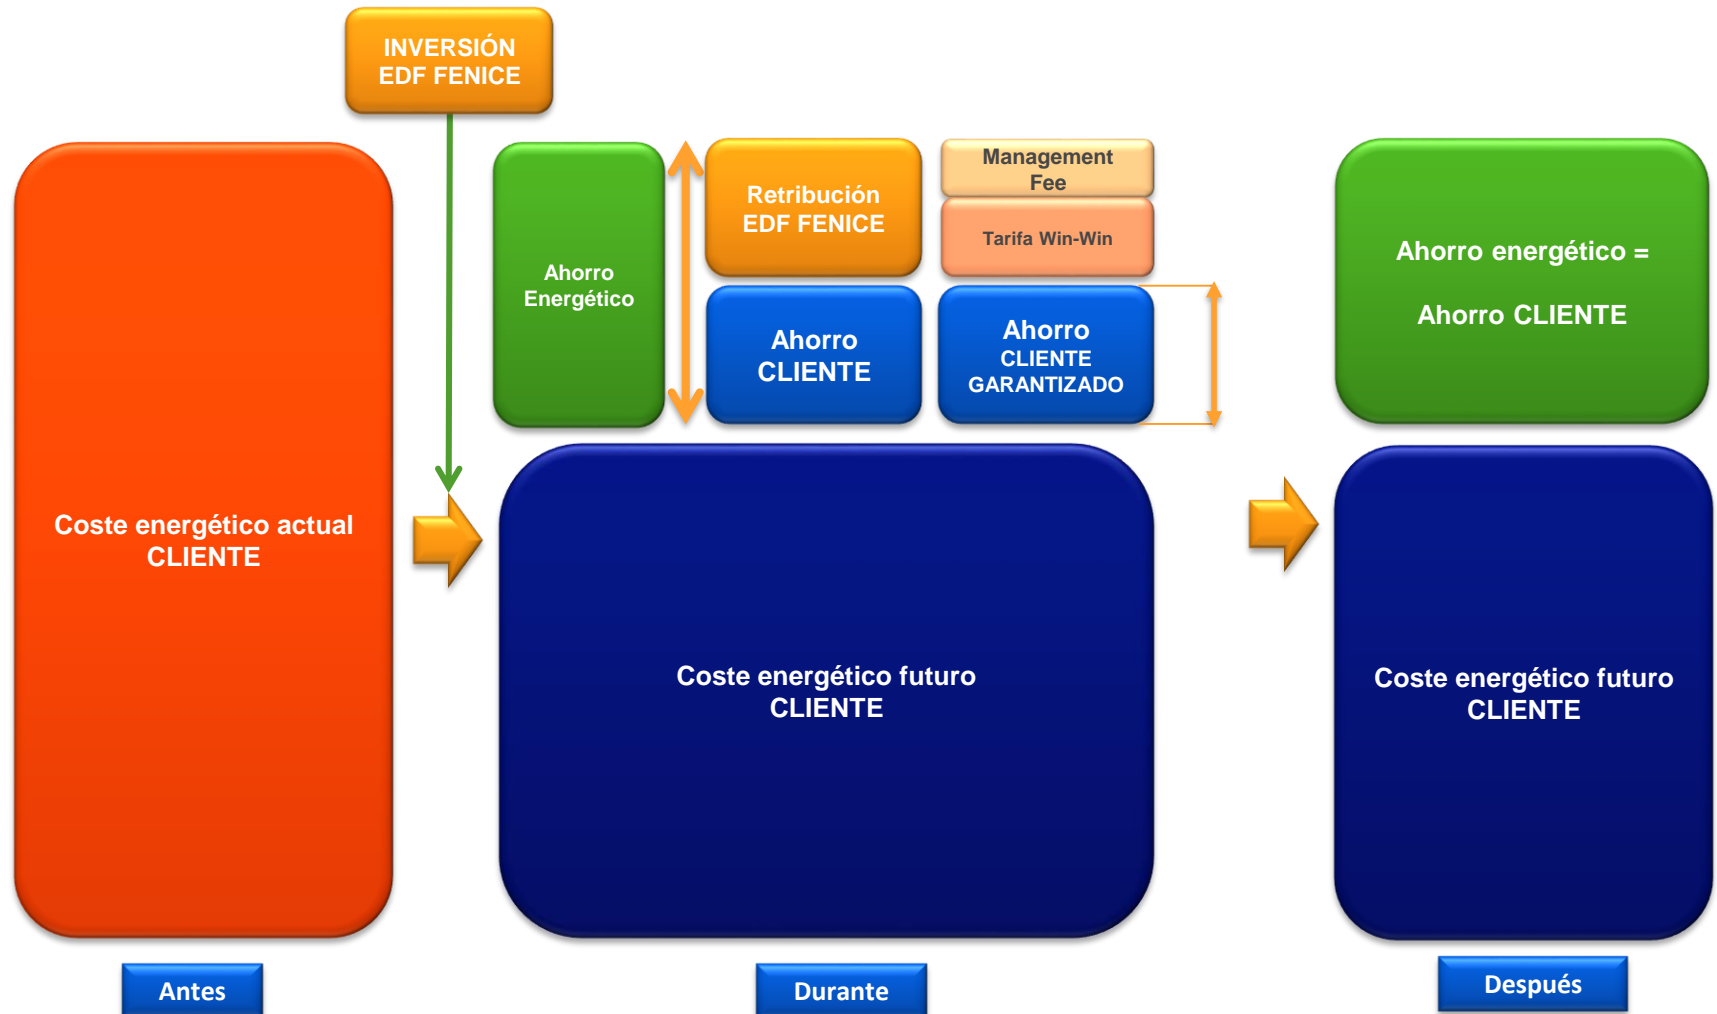 INVERSIÓN
EDF FENICE
Coste energético actual
CLIENTE
Ahorro
Energético
Retribución
EDF FENICE
Management
Fee
Tarifa Win-Win
Ahorro
CLIENTE
Ahorro
CLIENTE
GARANTIZADO
Coste energético futuro
CLIENTE
Ahorro energético =
Ahorro CLIENTE
Coste energético futuro
CLIENTE
Antes
Durante
Después